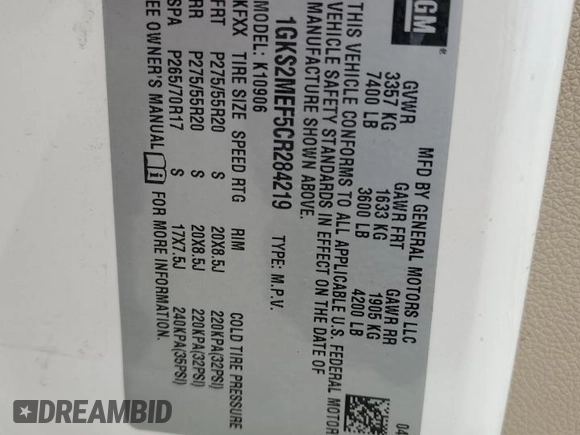 GM
®
MFD BY GENERAL MOTORS LLC 04
GVWR GAWR FRT GAWR RR
3357 KG 1633 KG 1905 KG
7400 LB 3600 LB 4200 LB
THIS VEHICLE CONFORMS TO ALL APPLICABLE U.S. FEDERAL MOTOR
VEHICLE SAFETY STANDARDS IN EFFECT ON THE DATE OF
MANUFACTURE SHOWN ABOVE.
1GKS2MEF5CR284219 TYPE: M.P.V.
MODEL: K10906
KFXX TIRE SIZE SPEED RTG RIM COLD TIRE PRESSURE
FRT P275/55R20 S 20X8.5J 220KPA(32PSI)
RR P275/55R20 S 20X8.5J 220KPA(32PSI)
SPA P265/70R17 S 17X7.5J 240KPA(35PSI)
SEE OWNER'S MANUAL i FOR MORE INFORMATION.
DREAMBID